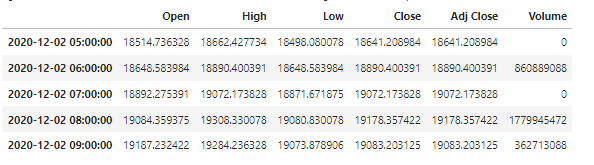 Open High Low Close Adj Close Volume
2020-12-02 05:00:00 18514.736328 18662.427734 18498.080078 18641.208984 18641.208984 0
2020-12-02 06:00:00 18648.583984 18890.400391 18648.583984 18890.400391 18890.400391 860889088
2020-12-02 07:00:00 18892.275391 19072.173828 18871.671875 19072.173828 19072.173828 0
2020-12-02 08:00:00 19084.359375 19308.330078 19080.830078 19178.357422 19178.357422 1779945472
2020-12-02 09:00:00 19187.232422 19284.236328 19073.878906 19083.203125 19083.203125 362713088